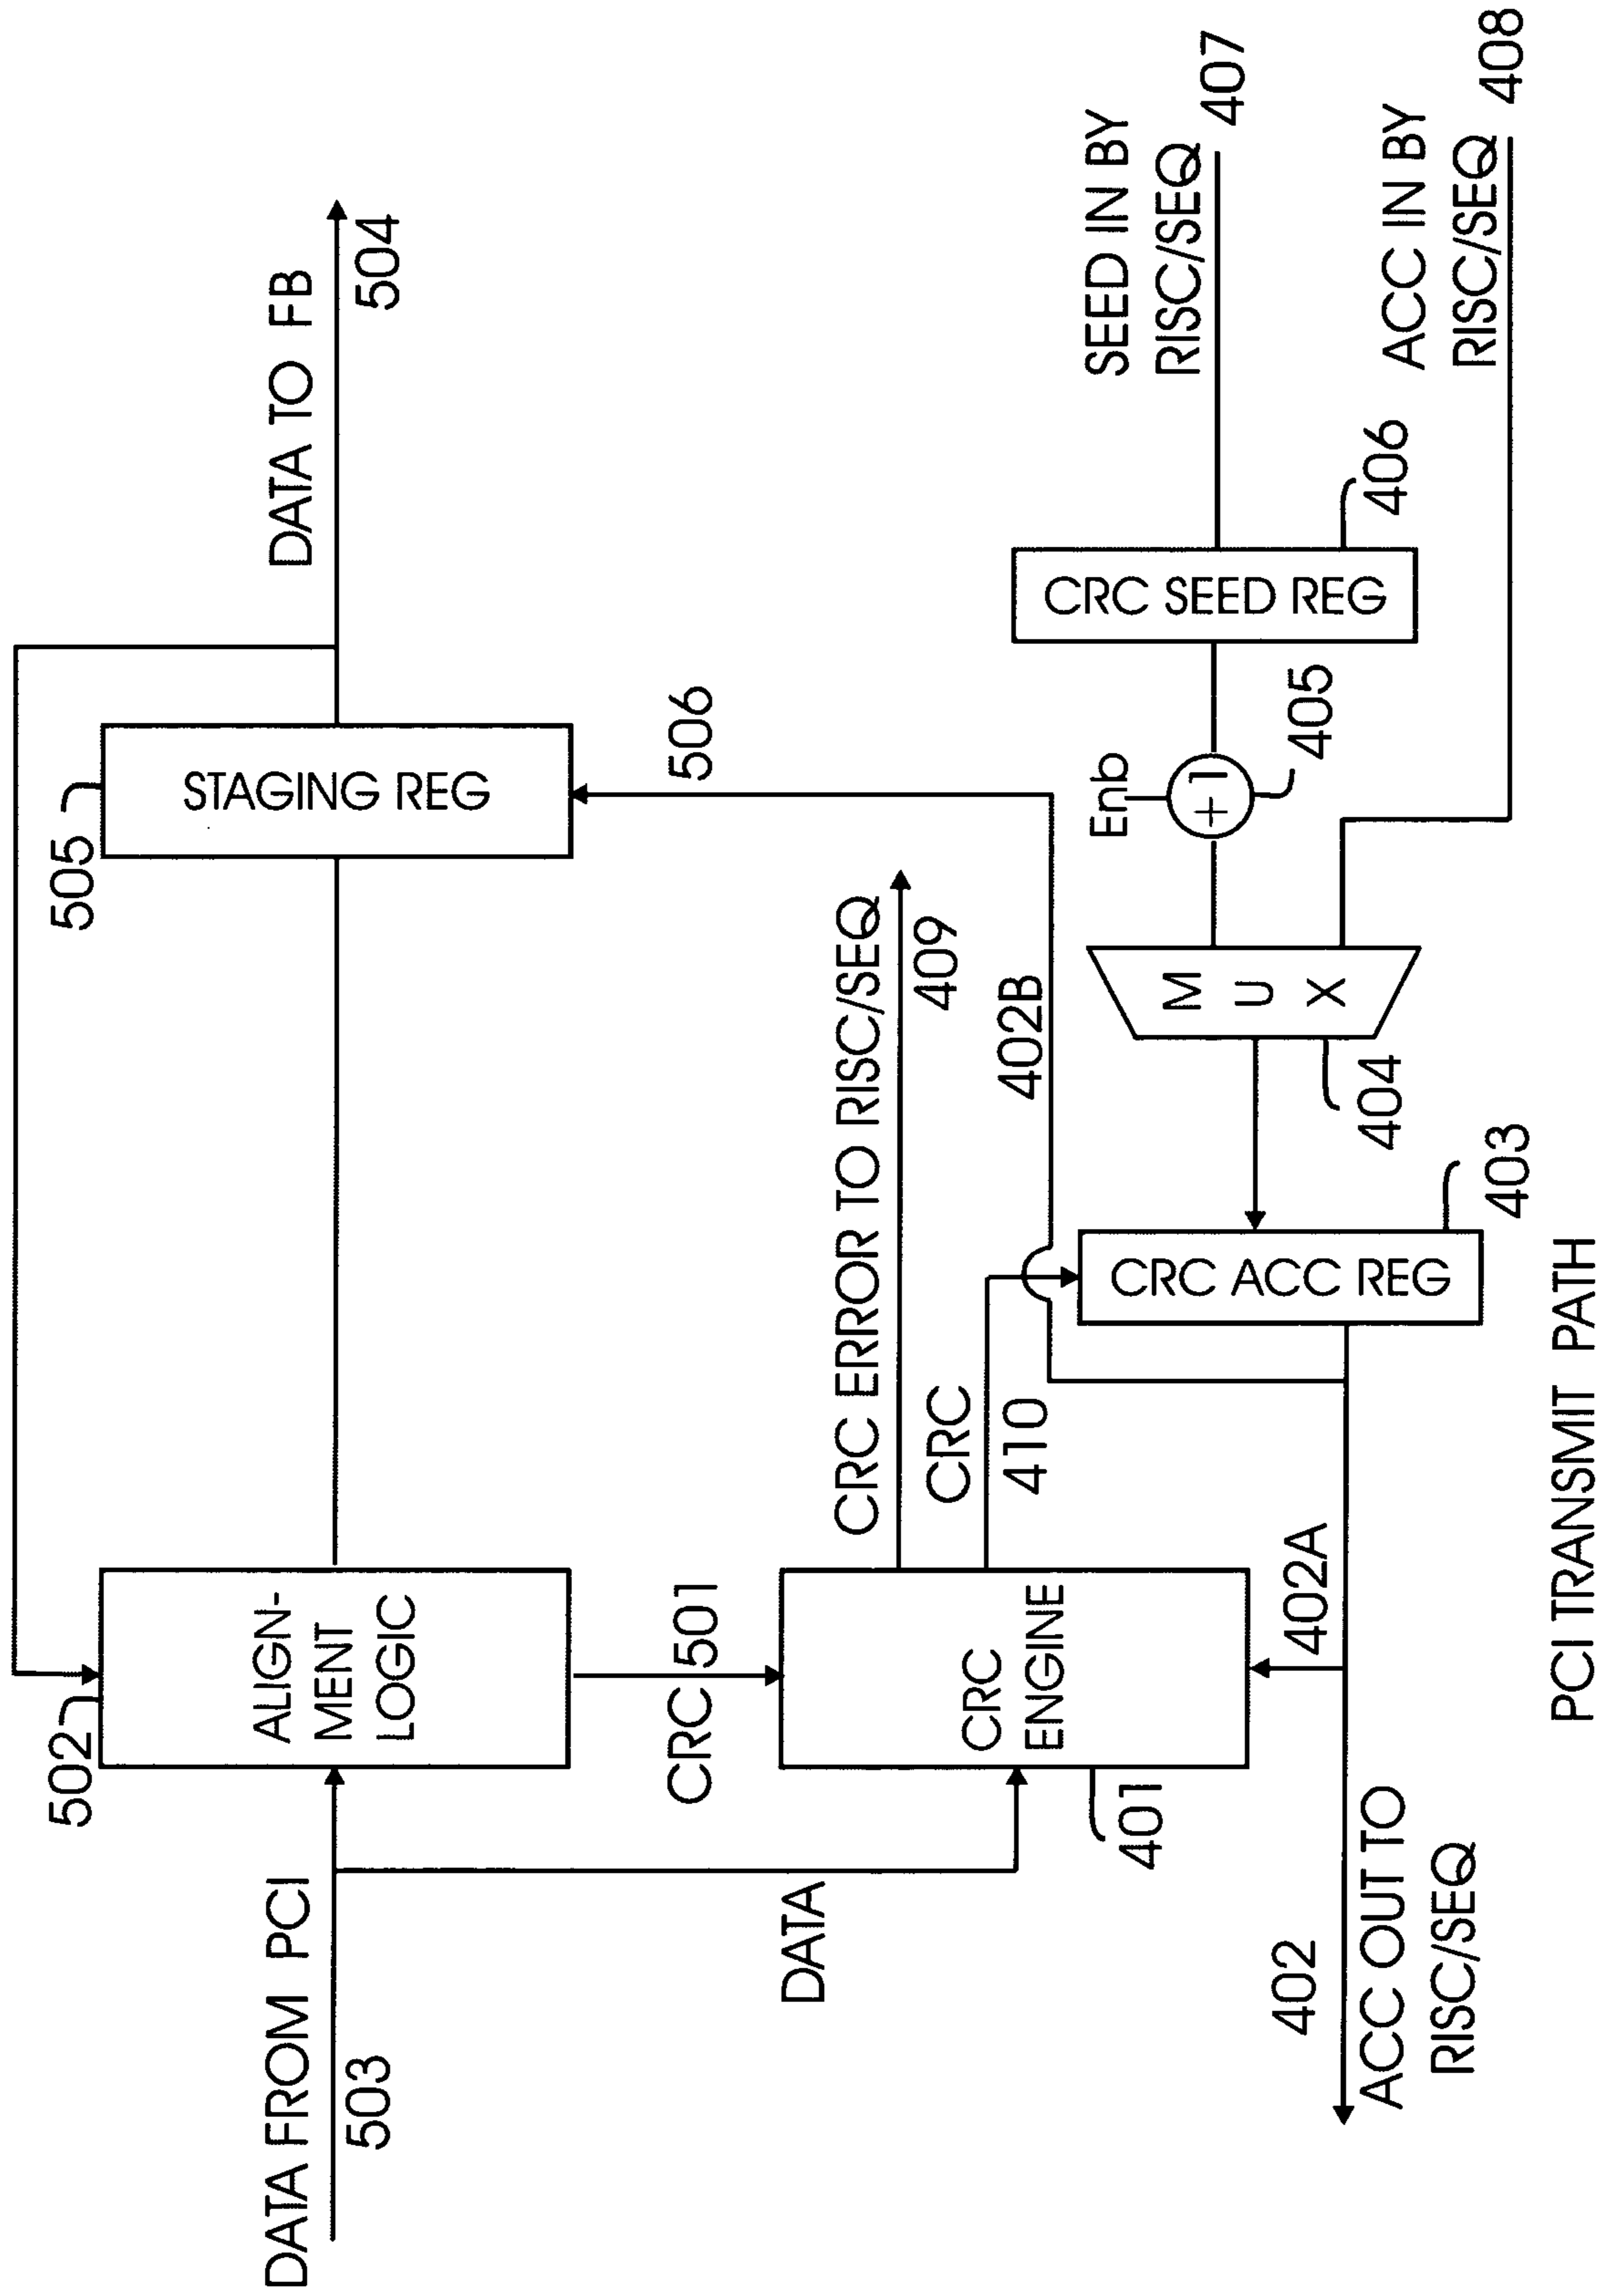 DATA TO FB
504
505
STAGING REG
506
502
ALIGN-
MENT
LOGIC
DATA FROM PCI
503
CRC 501
DATA
CRC
ENGINE
401
CRC ERROR TO RISC/SEQ
409
CRC
410
402B
402A
402
ACC OUT TO
RISC/SEQ
CRC ACC REG
403
M
U
X
404
Enb
+1
405
CRC SEED REG
406
SEED IN BY
RISC/SEQ
407
ACC IN BY
RISC/SEQ
408
PCI TRANSMIT PATH